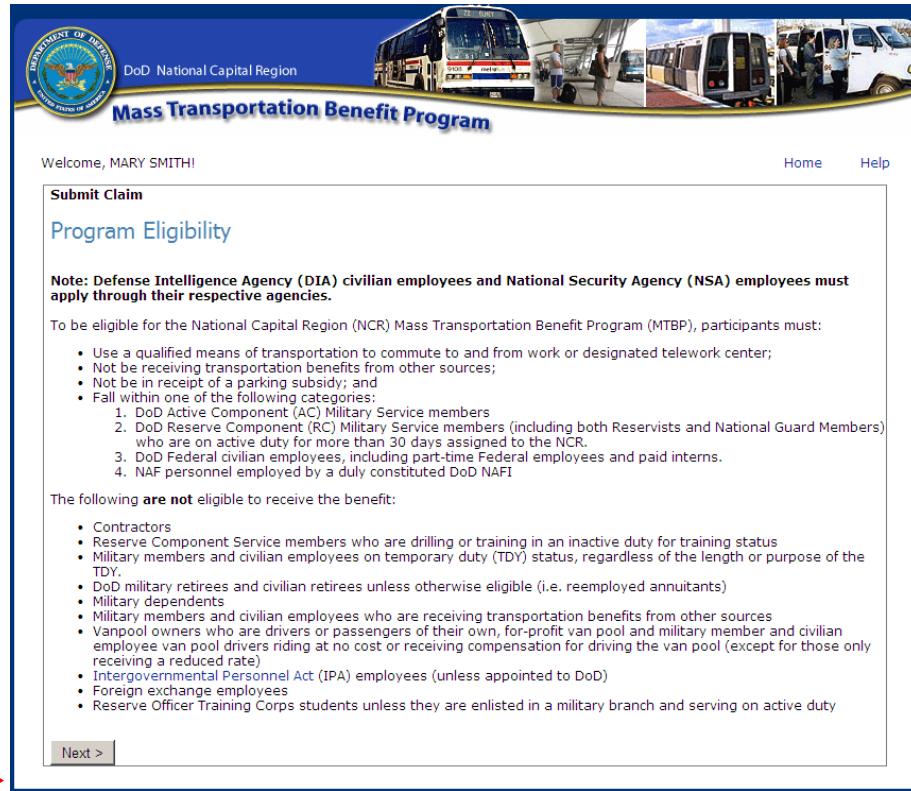 DEPARTMENT OF DEFENSE
UNITED STATES OF AMERICA
DoD National Capital Region
Mass Transportation Benefit Program
Welcome, MARY SMITH!
Home Help
Submit Claim
Program Eligibility
Note: Defense Intelligence Agency (DIA) civilian employees and National Security Agency (NSA) employees must
apply through their respective agencies.
To be eligible for the National Capital Region (NCR) Mass Transportation Benefit Program (MTBP), participants must:
• Use a qualified means of transportation to commute to and from work or designated telework center;
• Not be receiving transportation benefits from other sources;
• Not be in receipt of a parking subsidy; and
• Fall within one of the following categories:
1. DoD Active Component (AC) Military Service members
2. DoD Reserve Component (RC) Military Service members (including both Reservists and National Guard Members)
who are on active duty for more than 30 days assigned to the NCR.
3. DoD Federal civilian employees, including part-time Federal employees and paid interns.
4. NAF personnel employed by a duly constituted DoD NAFI
The following are not eligible to receive the benefit:
• Contractors
• Reserve Component Service members who are drilling or training in an inactive duty for training status
• Military members and civilian employees on temporary duty (TDY) status, regardless of the length or purpose of the
TDY.
• DoD military retirees and civilian retirees unless otherwise eligible (i.e. reemployed annuitants)
• Military dependents
• Military members and civilian employees who are receiving transportation benefits from other sources
• Vanpool owners who are drivers or passengers of their own, for-profit van pool and military member and civilian
employee van pool drivers riding at no cost or receiving compensation for driving the van pool (except for those only
receiving a reduced rate)
• Intergovernmental Personnel Act (IPA) employees (unless appointed to DoD)
• Foreign exchange employees
• Reserve Officer Training Corps students unless they are enlisted in a military branch and serving on active duty
Next >